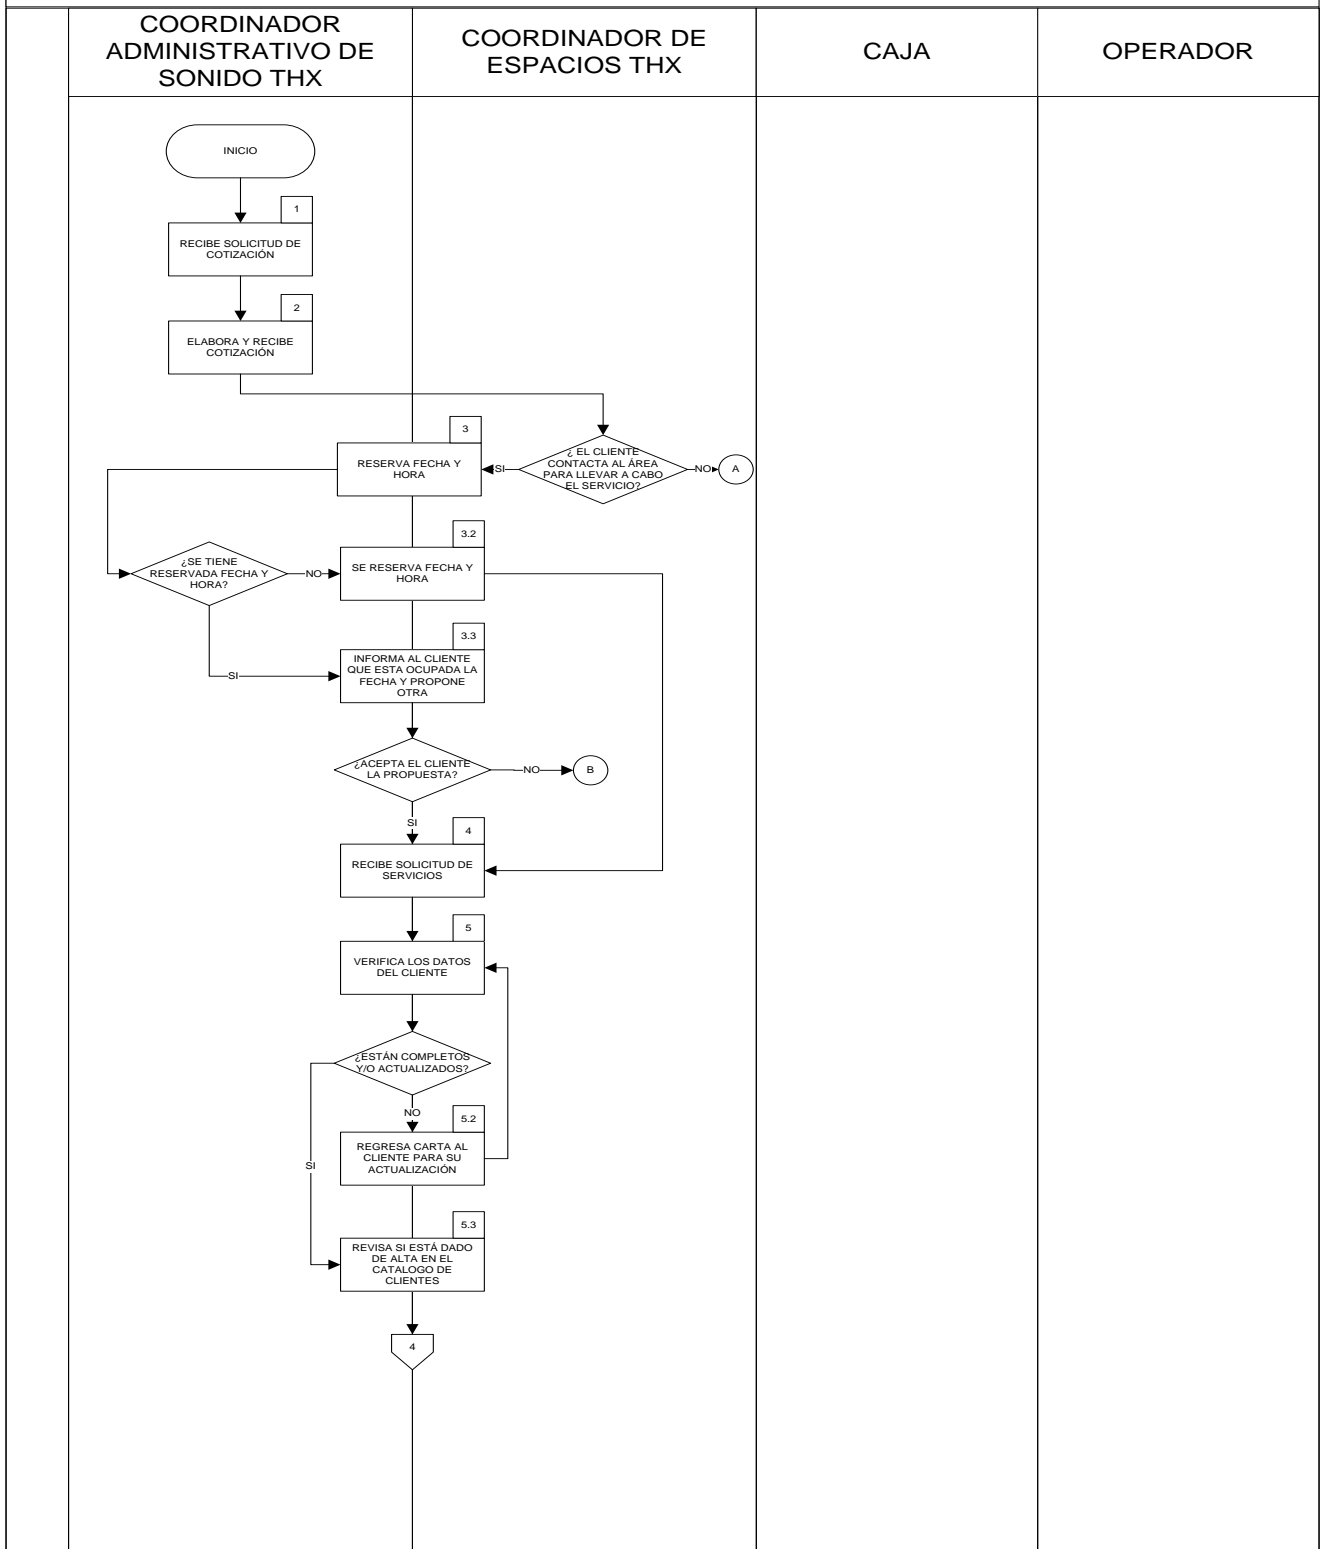 COORDINADOR
ADMINISTRATIVO DE
SONIDO THX
COORDINADOR DE
ESPACIOS THX
CAJA
OPERADOR
INICIO
1
RECIBE SOLICITUD DE
COTIZACIÓN
2
ELABORA Y RECIBE
COTIZACIÓN
3
RESERVA FECHA Y
HORA
SI
¿ EL CLIENTE
CONTACTA AL ÁREA
PARA LLEVAR A CABO
EL SERVICIO?
NO
A
¿SE TIENE
RESERVADA FECHA Y
HORA?
NO
3.2
SE RESERVA FECHA Y
HORA
SI
3.3
INFORMA AL CLIENTE
QUE ESTA OCUPADA LA
FECHA Y PROPONE
OTRA
¿ACEPTA EL CLIENTE
LA PROPUESTA?
NO
B
SI
4
RECIBE SOLICITUD DE
SERVICIOS
5
VERIFICA LOS DATOS
DEL CLIENTE
¿ESTÁN COMPLETOS
Y/O ACTUALIZADOS?
NO
5.2
REGRESA CARTA AL
CLIENTE PARA SU
ACTUALIZACIÓN
SI
5.3
REVISA SI ESTÁ DADO
DE ALTA EN EL
CATALOGO DE
CLIENTES
4